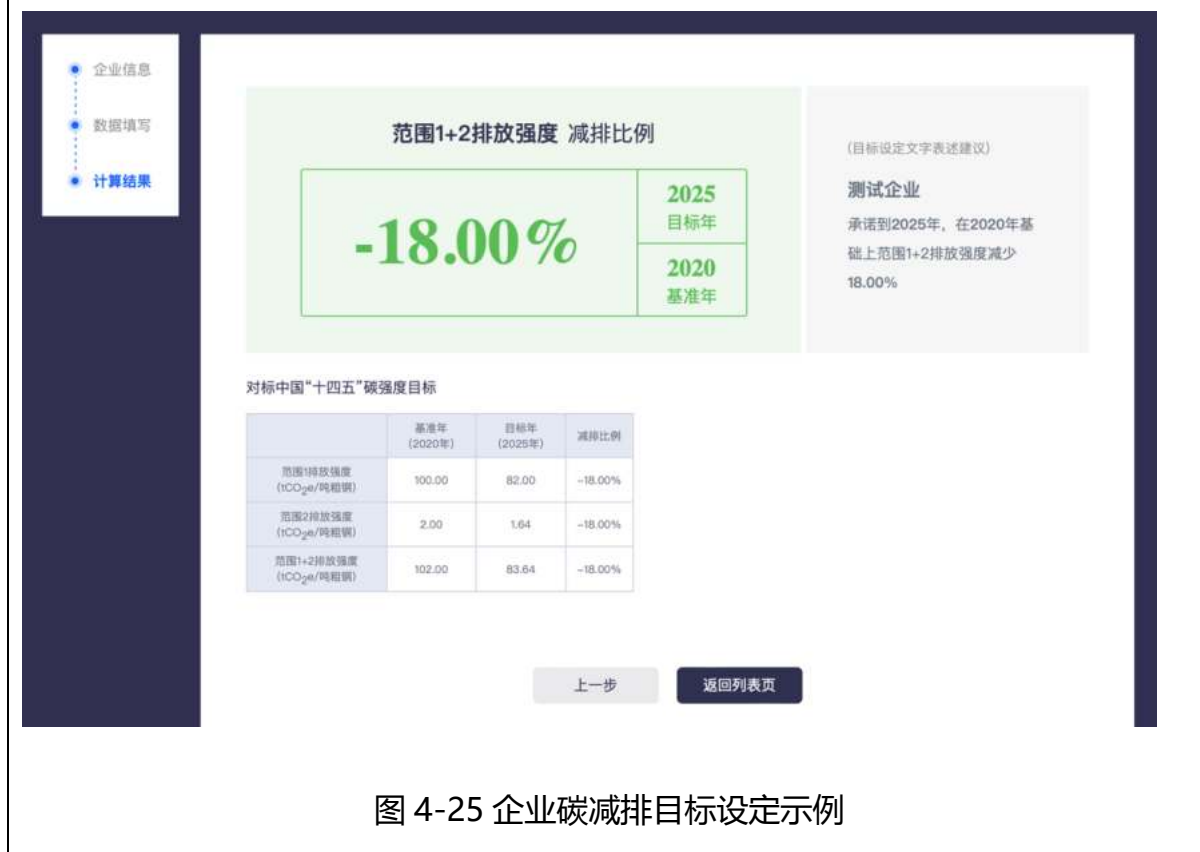 企业信息
数据填写
计算结果
范围1+2排放强度 减排比例
-18.00%
2025
目标年
2020
基准年
(目标设定文字表述建议)
测试企业
承诺到2025年，在2020年基
础上范围1+2排放强度减少
18.00%
对标中国“十四五”碳强度目标
基准年 目标年 减排比例
(2020年) (2025年)
范围1排放强度
(tCO2e/吨粗钢) 100.00 82.00 -18.00%
范围2排放强度
(tCO2e/吨粗钢) 2.00 1.64 -18.00%
范围1+2排放强度
(tCO2e/吨粗钢) 102.00 83.64 -18.00%
上一步 返回列表页
图 4-25 企业碳减排目标设定示例